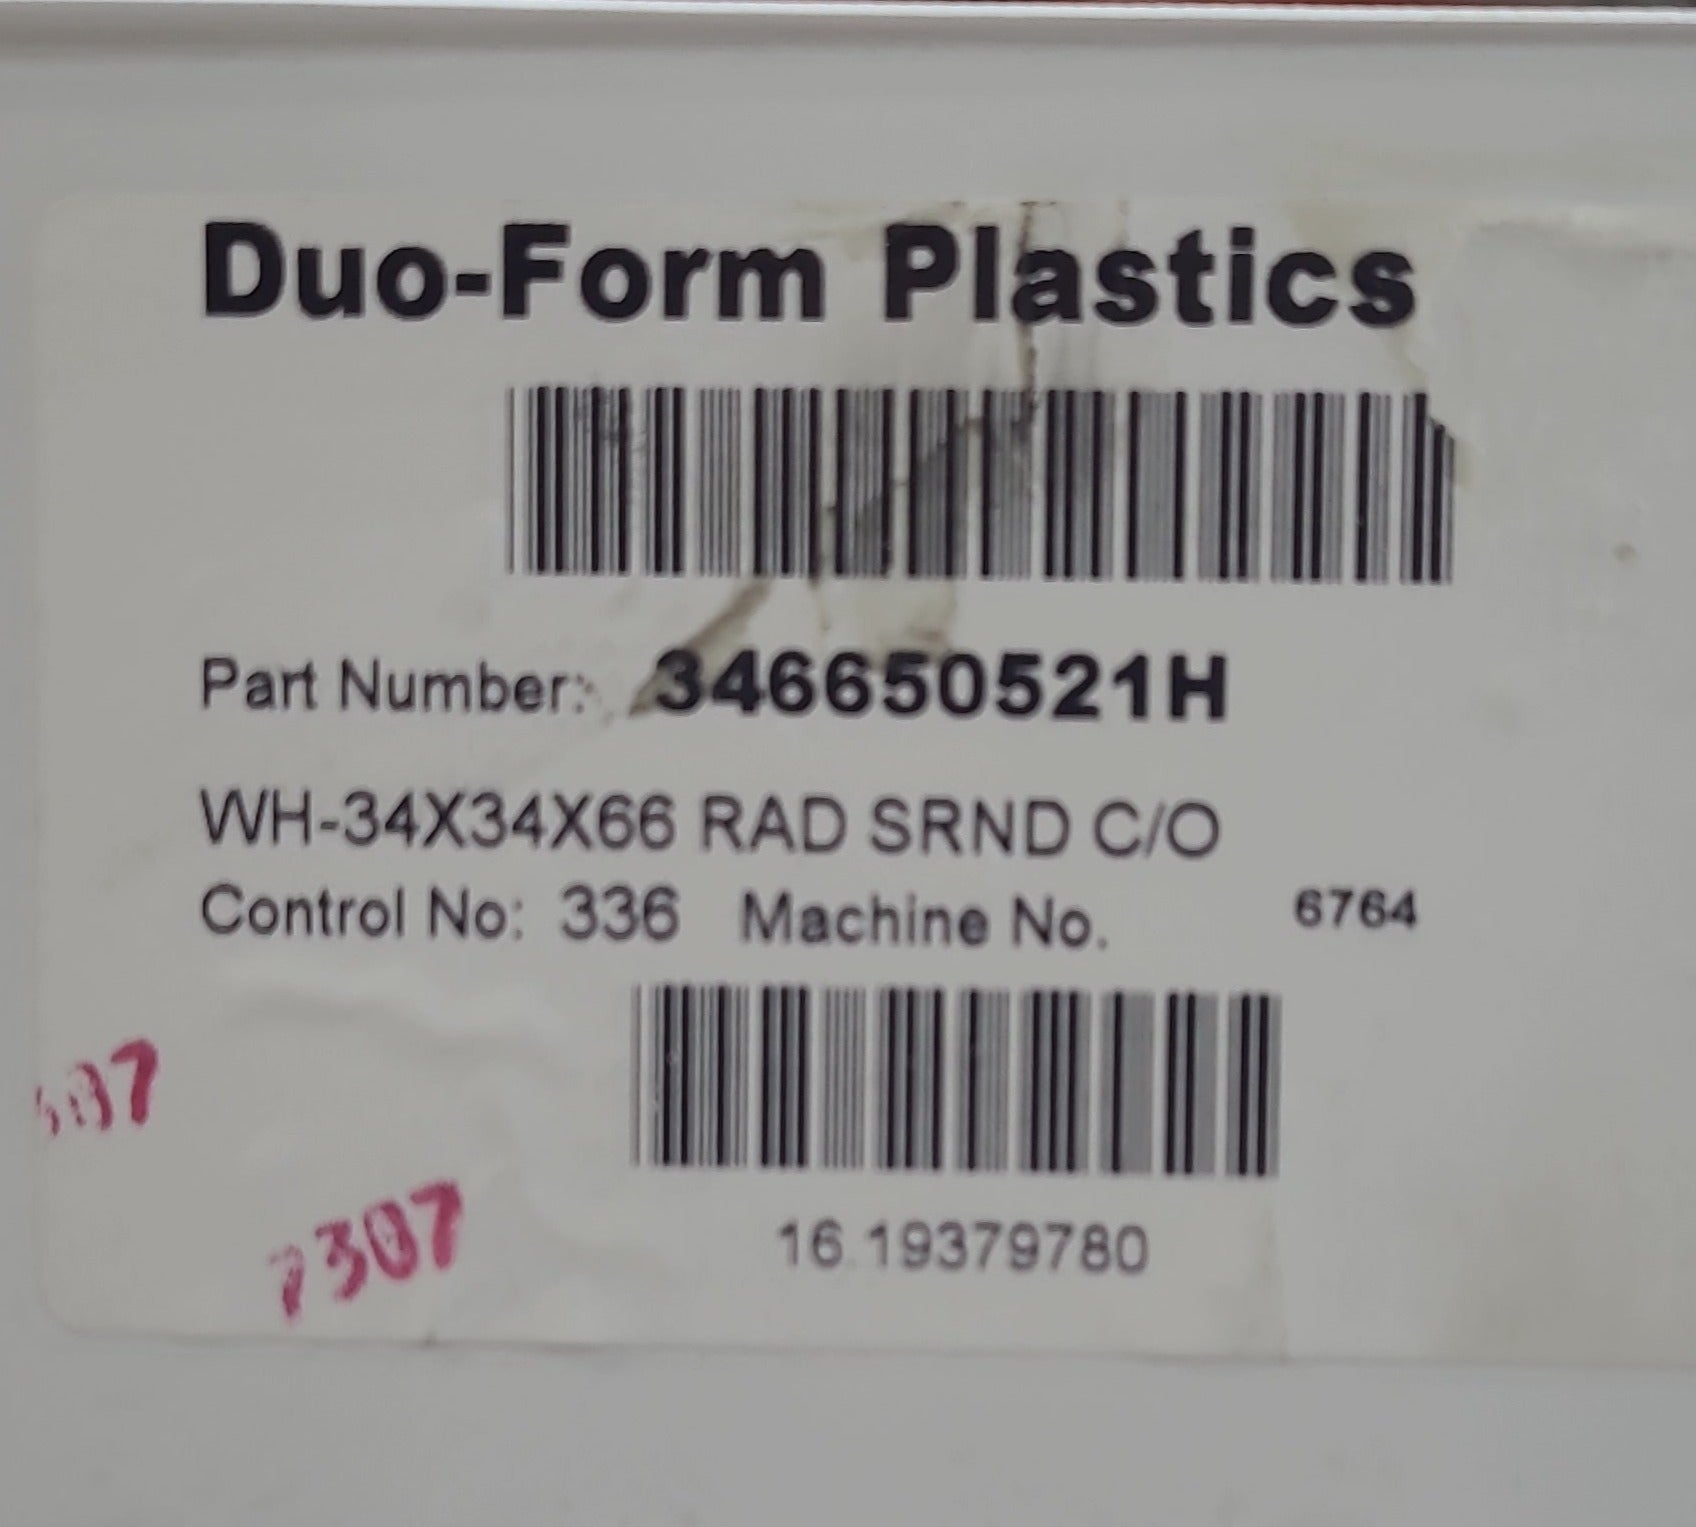 Duo-Form Plastics
Part Number: 346650521H
WH-34X34X66 RAD SRND C/O
Control No: 336 Machine No. 6764
7307
16 19379780